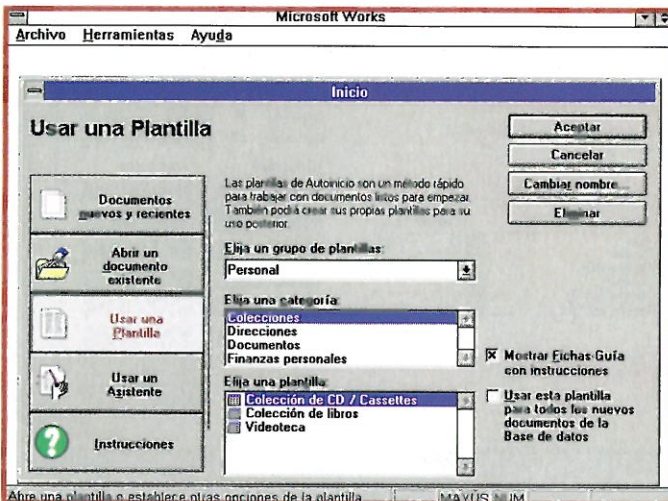 Microsoft Works
Archivo Herramientas Ayuda
Inicio
Usar una Plantilla
Documentos
nuevos y recientes
Abrir un
documento
existente
Usar una
Plantilla
Usar un
Asistente
Instrucciones
Las plantillas de Autoinicio son un método rápido
para trabajar con documentos listos para empezar.
También podrá crear sus propias plantillas para su
uso posterior.
Elija un grupo de plantillas:
Personal
Elija una categoría:
Colecciones
Direcciones
Documentos
Finanzas personales
Elija una plantilla:
Colección de CD / Cassettes
Colección de libros
Videoteca
Aceptar
Cancelar
Cambiar nombre...
Eliminar
Mostrar Fichas-Guía
con instrucciones
Usar esta plantilla
para todos los nuevos
documentos de la
Base de datos
Abre una plantilla o establece otras opciones de la plantilla
MAYÚS NUM